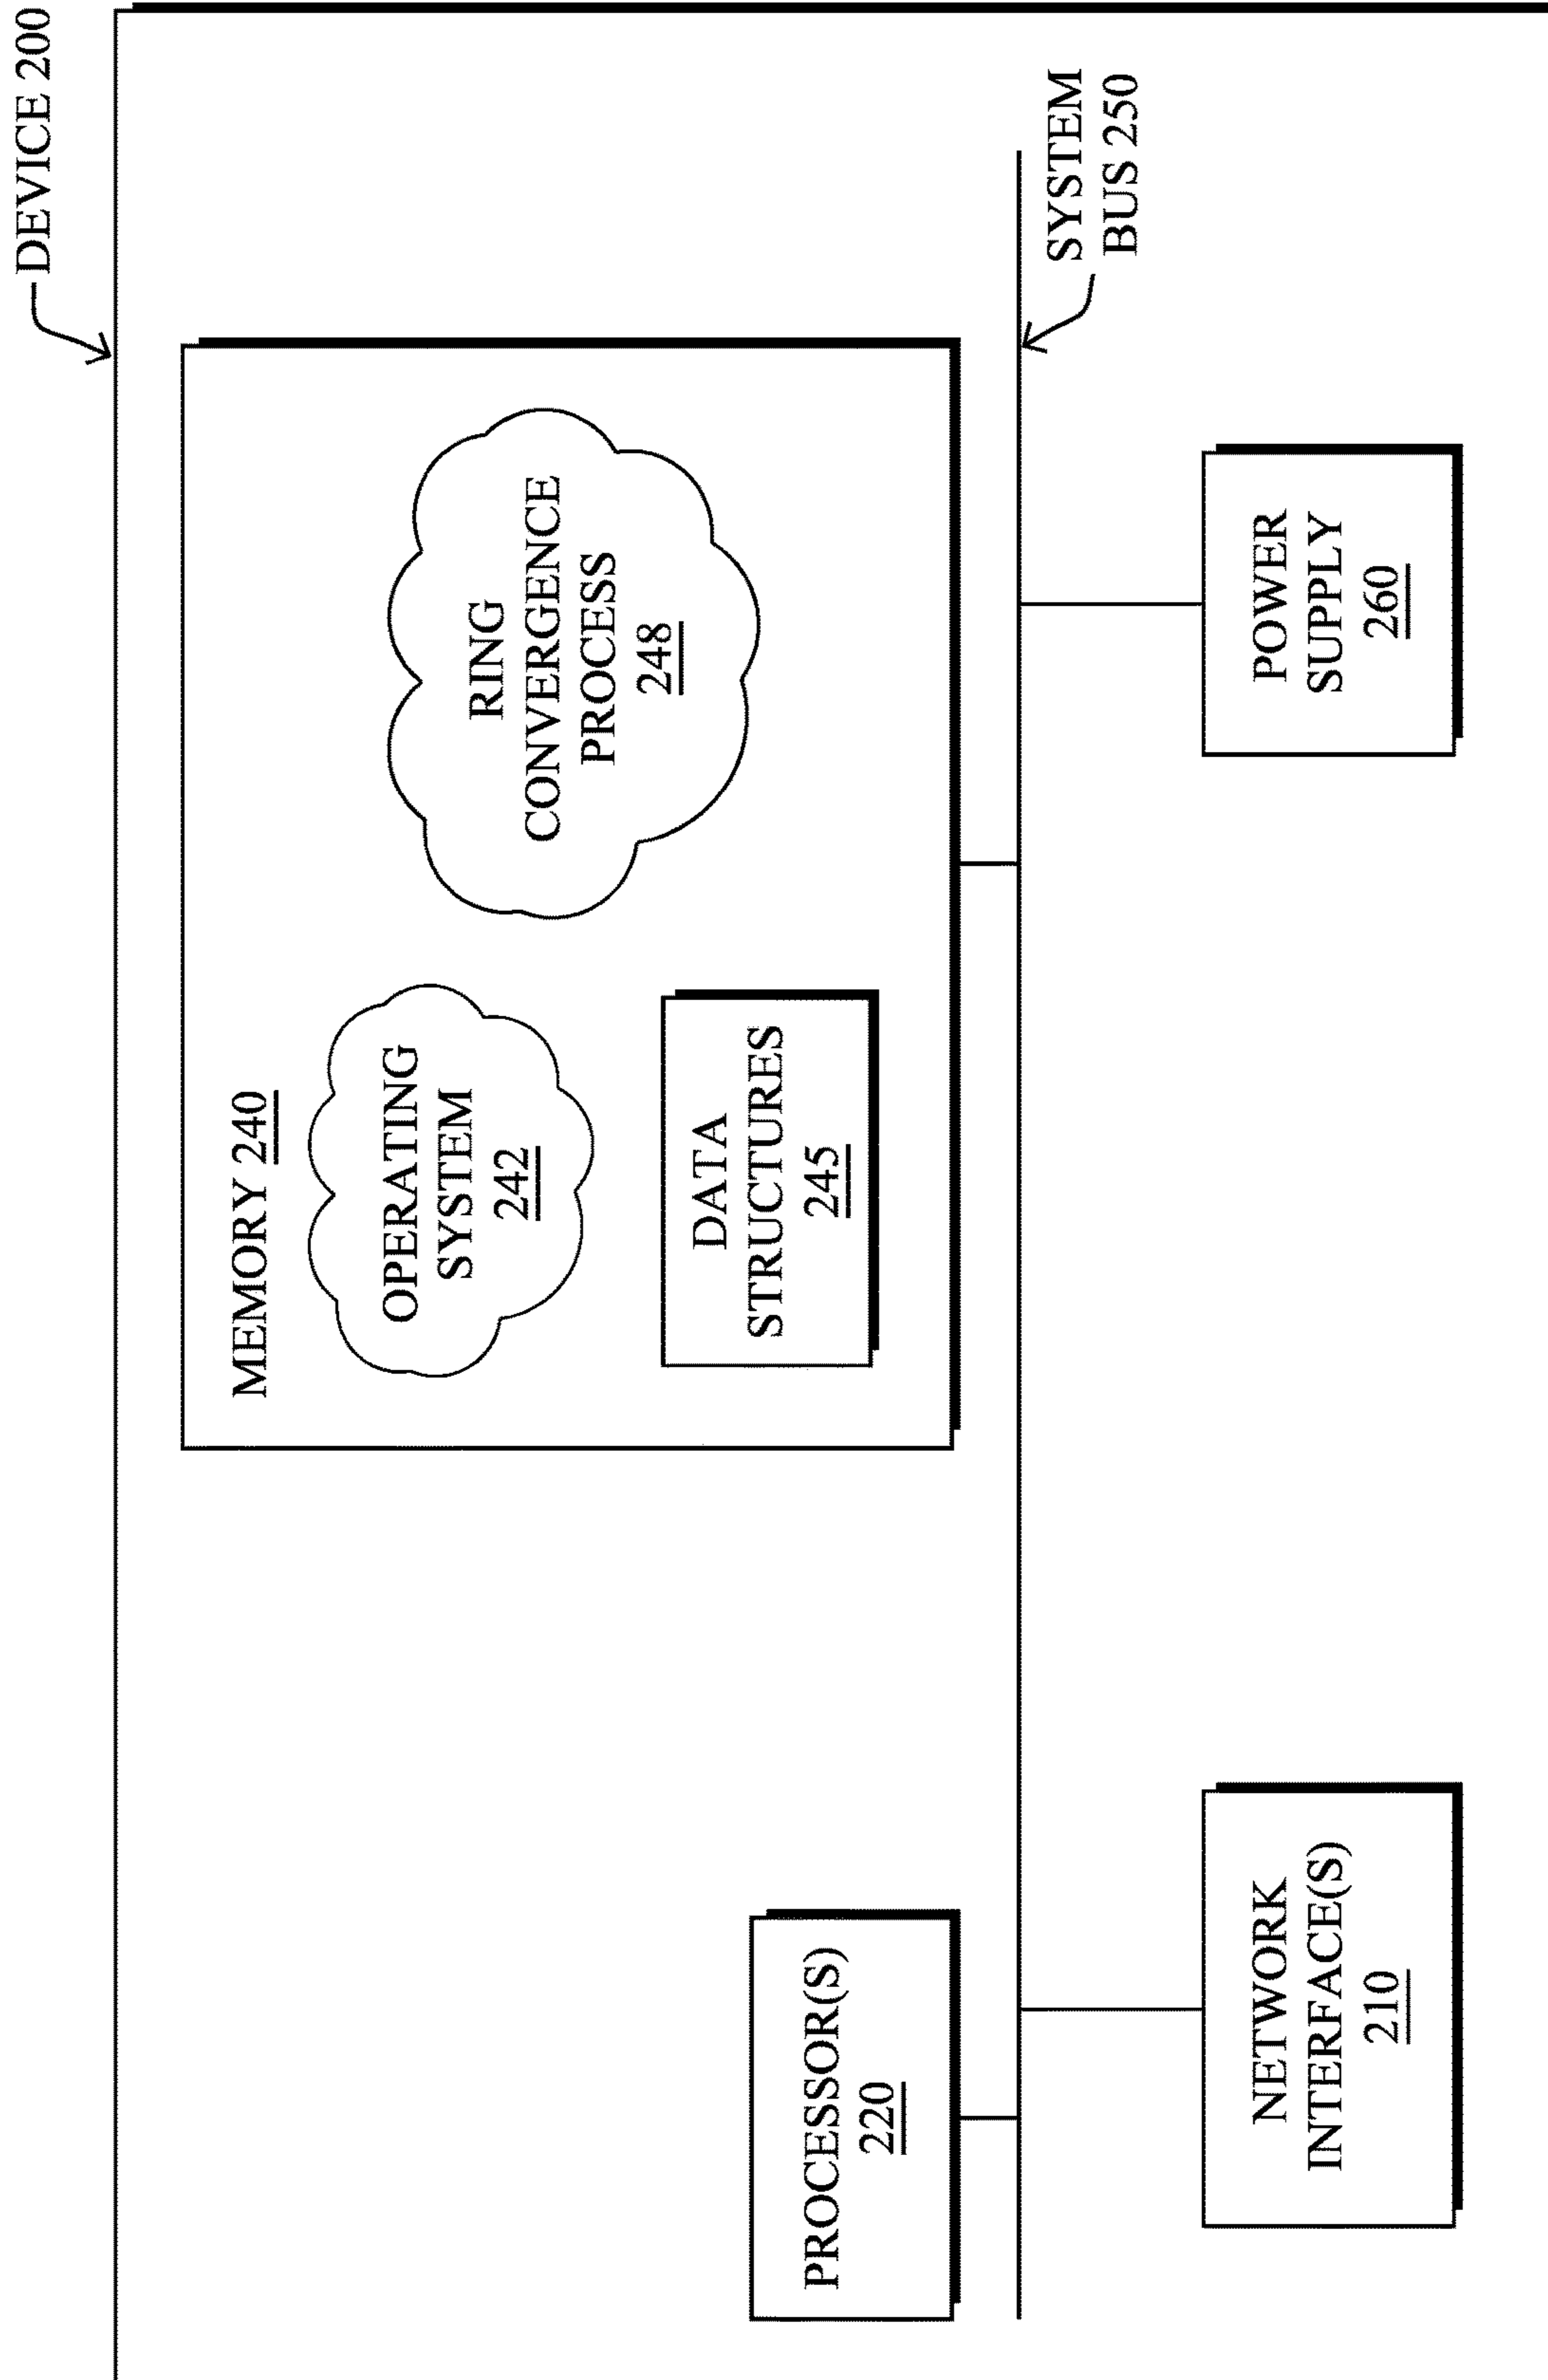 DEVICE 200
MEMORY 240
OPERATING
SYSTEM
242
DATA
STRUCTURES
245
RING
CONVERGENCE
PROCESS
248
PROCESSOR(S)
220
SYSTEM
BUS 250
NETWORK
INTERFACE(S)
210
POWER
SUPPLY
260